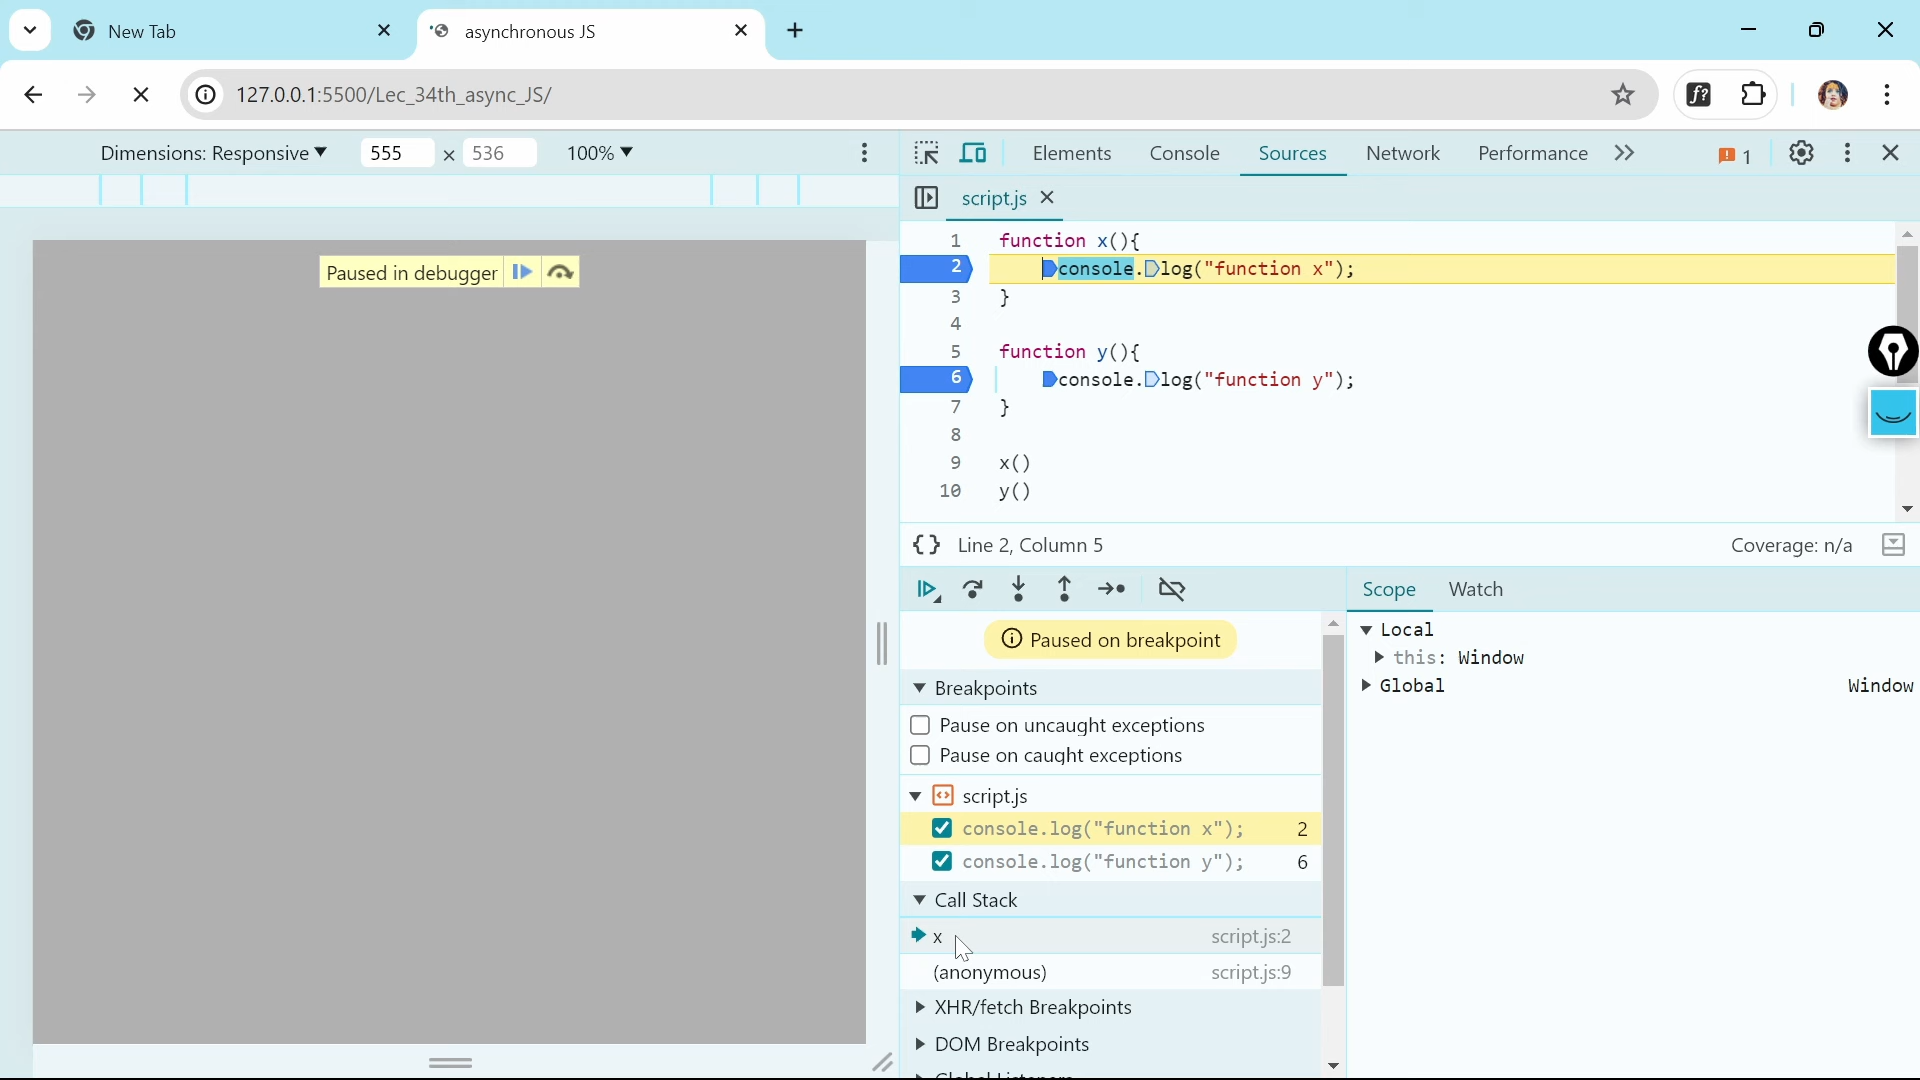 New Tab
asynchronous JS
127.0.0.1:5500/Lec_34th_async_JS/
Dimensions: Responsive
555 × 536
100%
Elements Console Sources Network Performance 1
script.js
1 function x(){
2 console.log("function x");
3 }
4
5 function y(){
6 console.log("function y");
7 }
8
9 x()
10 y()
Paused in debugger
{} Line 2, Column 5
Coverage: n/a
Scope Watch
Paused on breakpoint
Local
this: Window
Global Window
Breakpoints
Pause on uncaught exceptions
Pause on caught exceptions
script.js
console.log("function x"); 2
console.log("function y"); 6
Call Stack
x script.js:2
(anonymous) script.js:9
XHR/fetch Breakpoints
DOM Breakpoints
Global Listeners